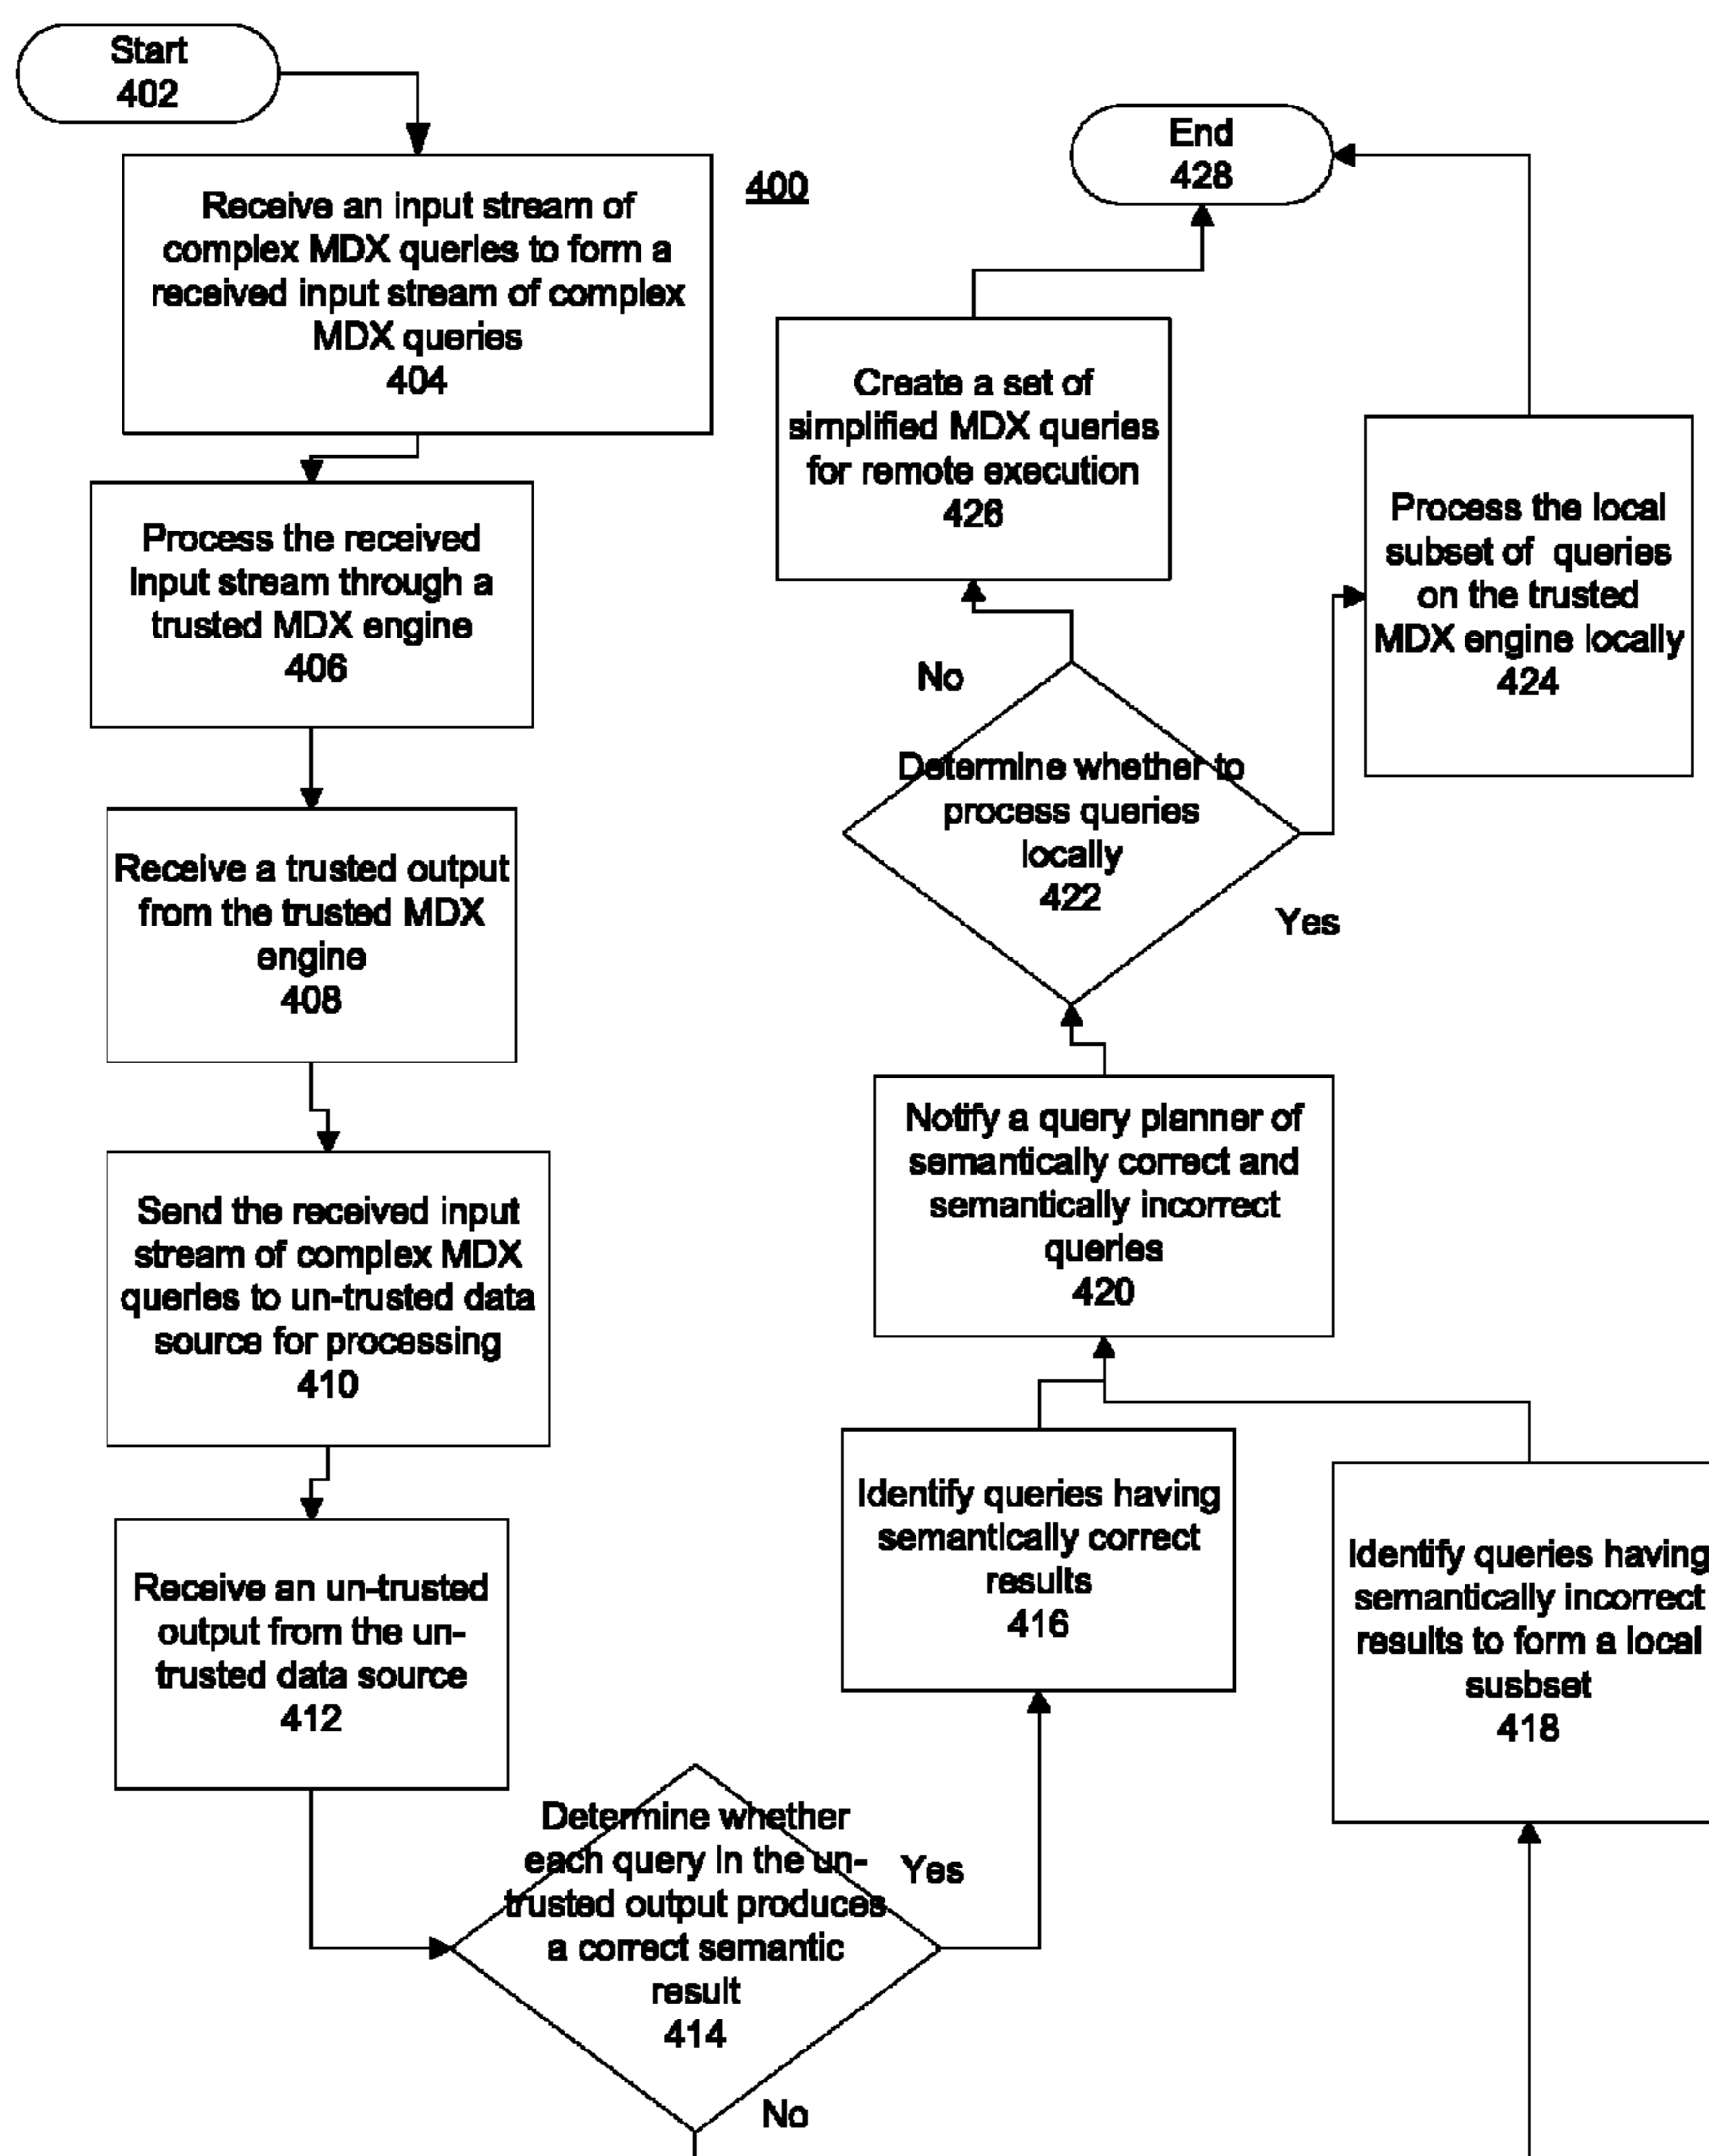 Start
402
Receive an input stream of
complex MDX queries to form a
received input stream of complex
MDX queries
404
400
Process the received
input stream through a
trusted MDX engine
406
Receive a trusted output
from the trusted MDX
engine
408
Send the received input
stream of complex MDX
queries to un-trusted data
source for processing
410
Receive an un-trusted
output from the un-
trusted data source
412
Determine whether
each query in the un-
trusted output produces
a correct semantic
result
414
Yes
No
Identify queries having
semantically correct
results
416
Identify queries having
semantically incorrect
results to form a local
susbset
418
Notify a query planner of
semantically correct and
semantically incorrect
queries
420
Determine whether to
process queries
locally
422
No
Yes
Create a set of
simplified MDX queries
for remote execution
426
Process the local
subset of queries
on the trusted
MDX engine locally
424
End
428